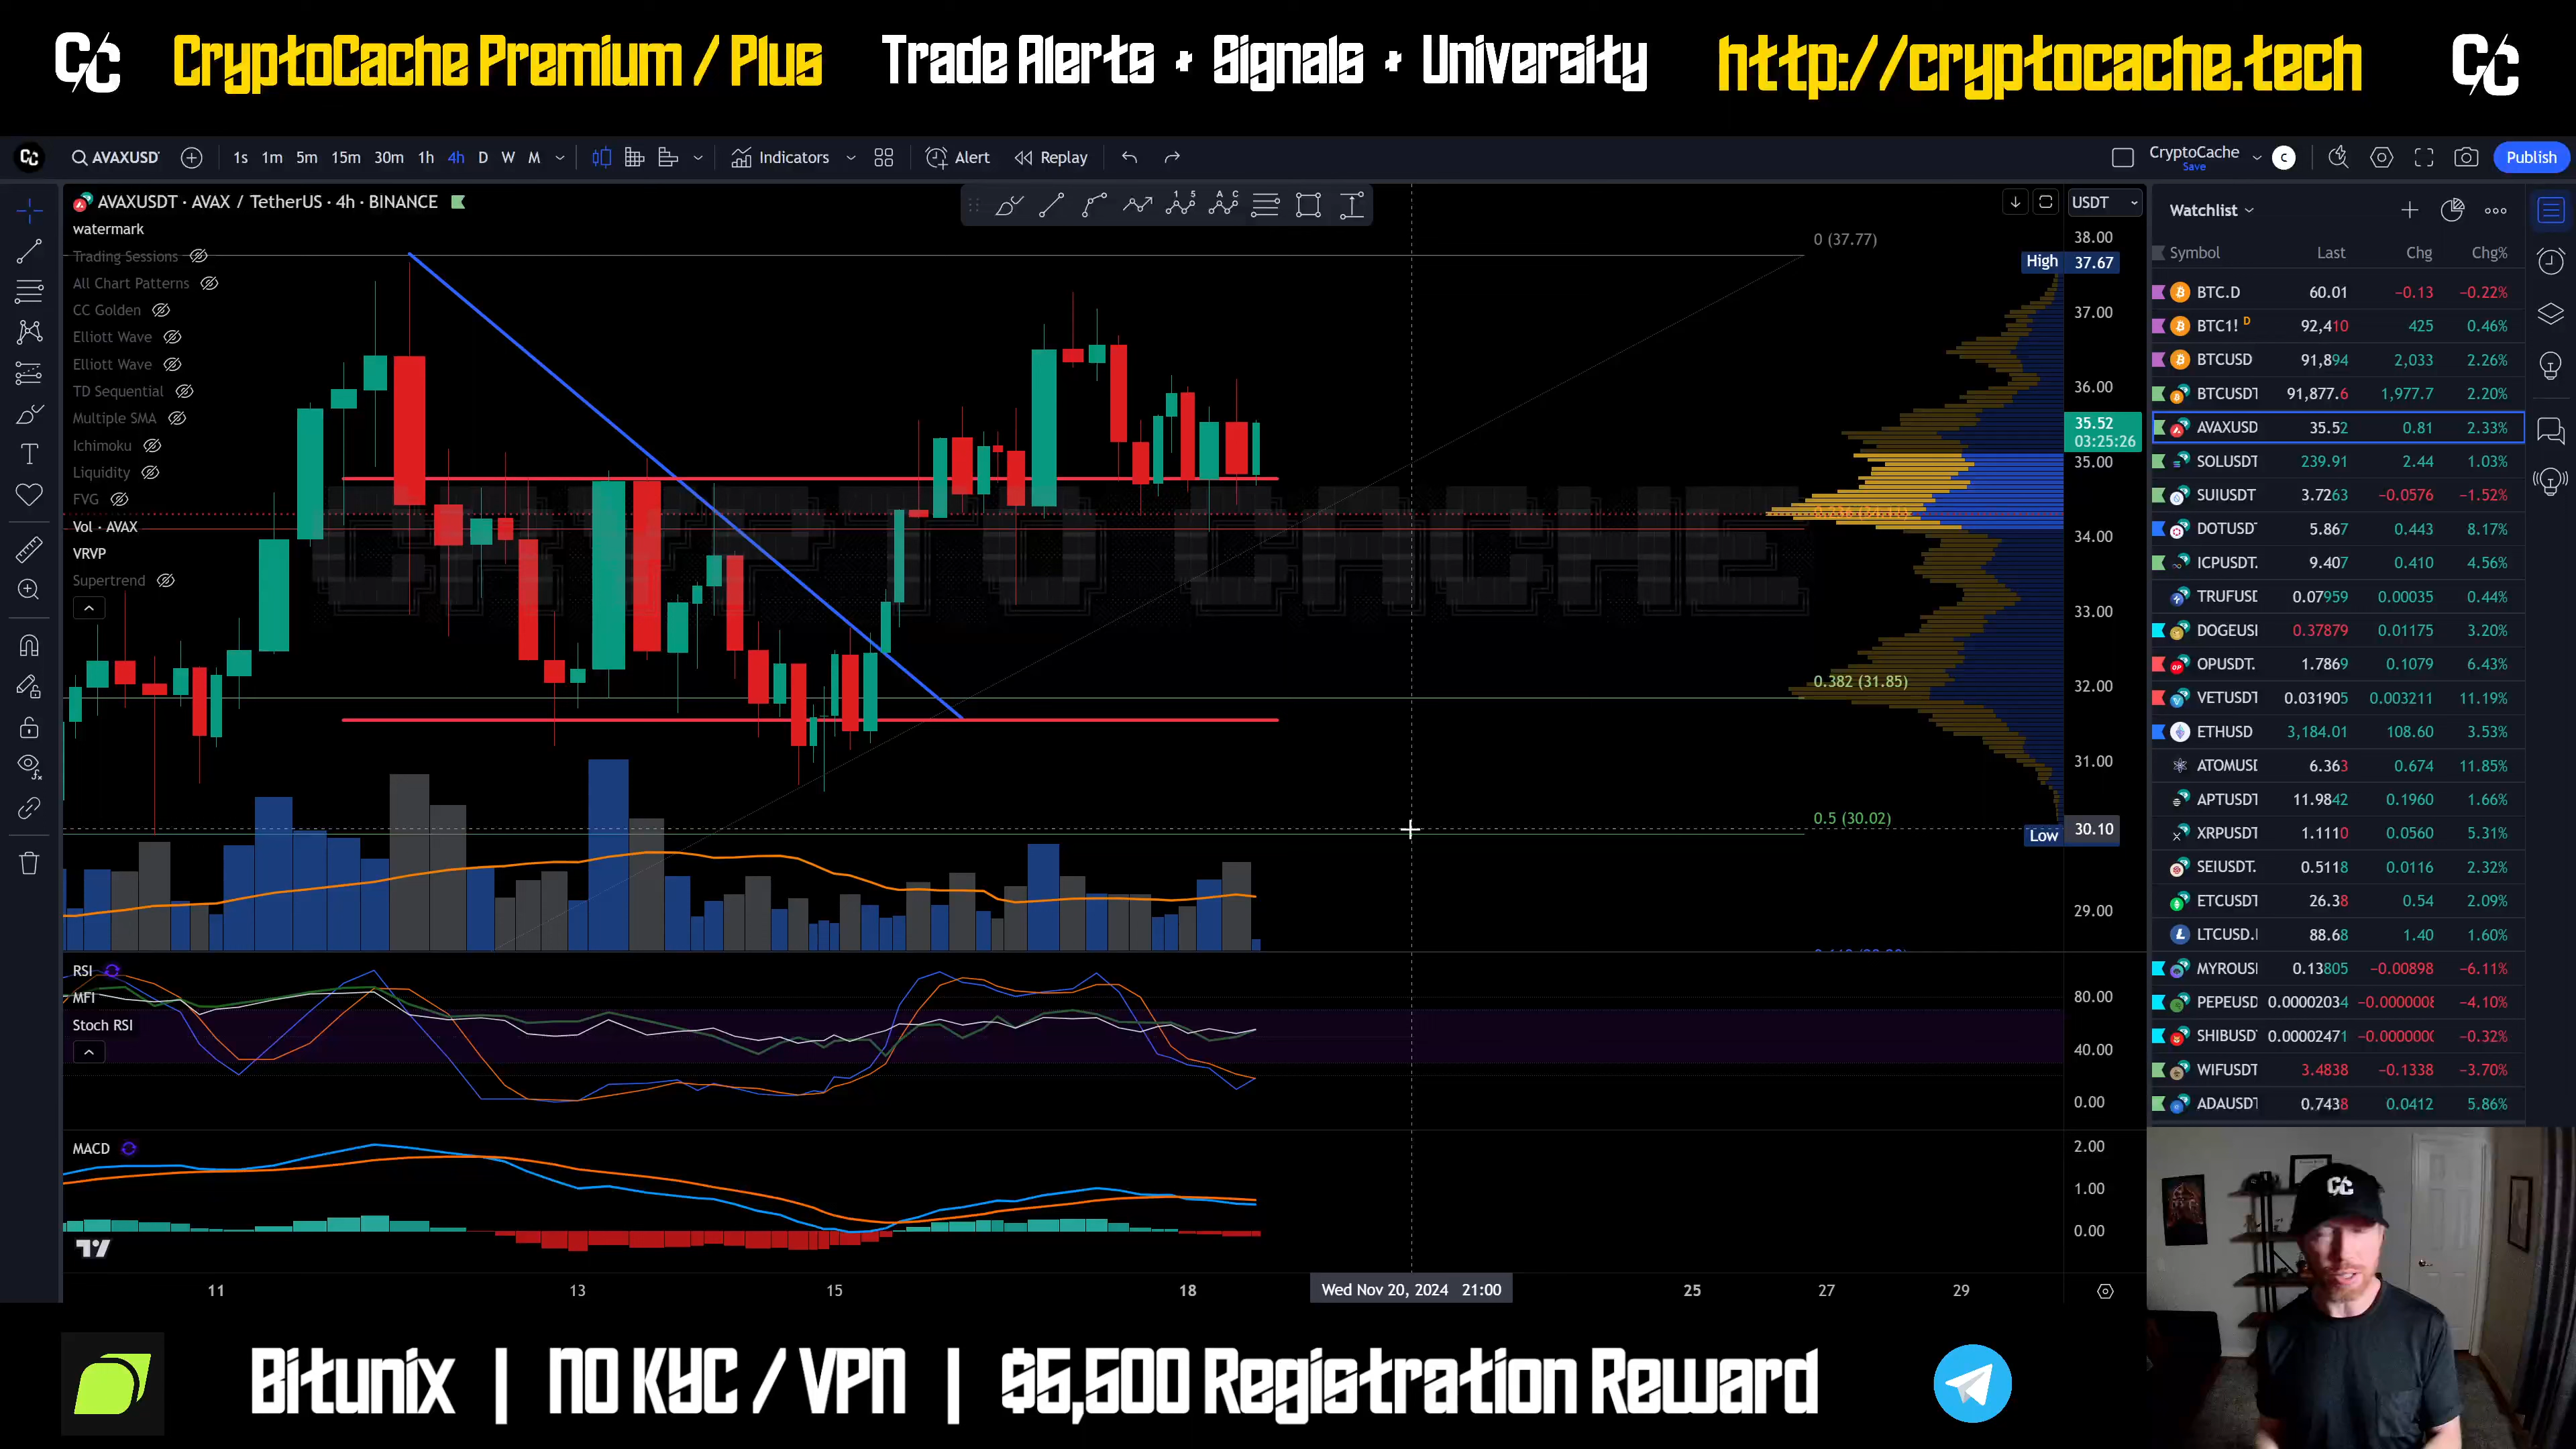 CC CryptoCache Premium / Plus Trade Alerts + Signals + University http://cryptocache.tech CC
CC AVAXUSD 1s 1m 5m 15m 30m 1h 4h D W M Indicators Alert Replay CryptoCache Save C Publish
AVAXUSDT · AVAX / TetherUS · 4h · BINANCE
watermark
Trading Sessions
All Chart Patterns
CC Golden
Elliott Wave
Elliott Wave
TD Sequential
Multiple SMA
Ichimoku
Liquidity
FVG
Vol · AVAX
VRVP
Supertrend
CRYPTO CACHE
0 (37.77)
0.382 (31.85)
0.5 (30.02)
USDT
38.00
High 37.67
37.00
36.00
35.52
03:25:26
35.00
34.00
33.00
32.00
31.00
30.10
Low
29.00
RSI
MFI
Stoch RSI
80.00
40.00
0.00
MACD
2.00
1.00
0.00
11 13 15 18 Wed Nov 20, 2024 21:00 25 27 29
Watchlist
Symbol Last Chg Chg%
BTC.D 60.01 −0.13 −0.22%
BTC1! D 92,410 425 0.46%
BTCUSD 91,894 2,033 2.26%
BTCUSDT 91,877.6 1,977.7 2.20%
AVAXUSD 35.52 0.81 2.33%
SOLUSDT 239.91 2.44 1.03%
SUIUSDT 3.7263 −0.0576 −1.52%
DOTUSD 5.867 0.443 8.17%
ICPUSDT. 9.407 0.410 4.56%
TRUFUSD 0.07959 0.00035 0.44%
DOGEUSI 0.37879 0.01175 3.20%
OPUSDT. 1.7869 0.1079 6.43%
VETUSDT 0.031905 0.003211 11.19%
ETHUSD 3,184.01 108.60 3.53%
ATOMUSI 6.363 0.674 11.85%
APTUSDT 11.9842 0.1960 1.66%
XRPUSDT 1.1110 0.0560 5.31%
SEIUSDT. 0.5118 0.0116 2.32%
ETCUSDT 26.38 0.54 2.09%
LTCUSD.I 88.68 1.40 1.60%
MYROUSI 0.13805 −0.00898 −6.11%
PEPEUSD 0.00002034 −0.0000008 −4.10%
SHIBUSD 0.00002471 −0.0000000 −0.32%
WIFUSDT 3.4838 −0.1338 −3.70%
ADAUSDT 0.7438 0.0412 5.86%
CC
Bitunix | NO KYC / VPN | $5,500 Registration Reward